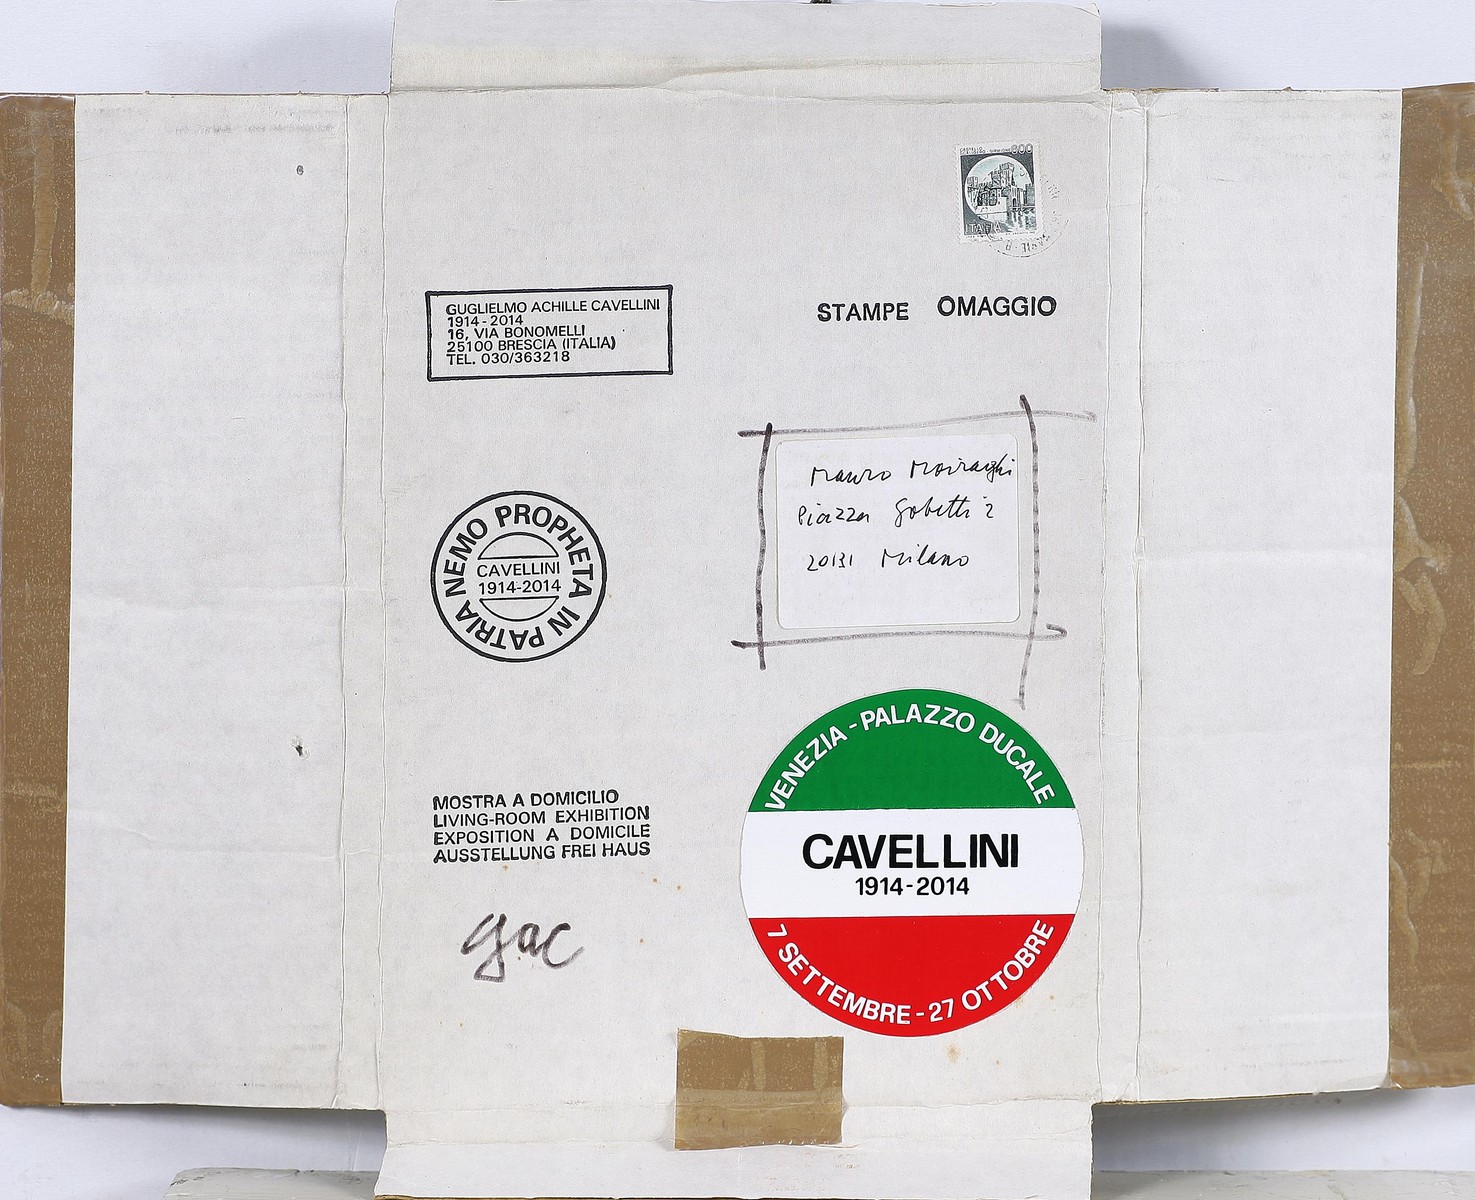 800
ITALIA
GUGLIELMO ACHILLE CAVELLINI
1914-2014
16, VIA BONOMELLI
25100 BRESCIA (ITALIA)
TEL. 030/363218
STAMPE OMAGGIO
Mauro Moiraghi
Piazza Gobetti 2
20131 Milano
NEMO PROPHETA IN PATRIA
CAVELLINI
1914-2014
MOSTRA A DOMICILIO
LIVING-ROOM EXHIBITION
EXPOSITION A DOMICILE
AUSSTELLUNG FREI HAUS
gac
VENEZIA - PALAZZO DUCALE
CAVELLINI
1914-2014
7 SETTEMBRE - 27 OTTOBRE